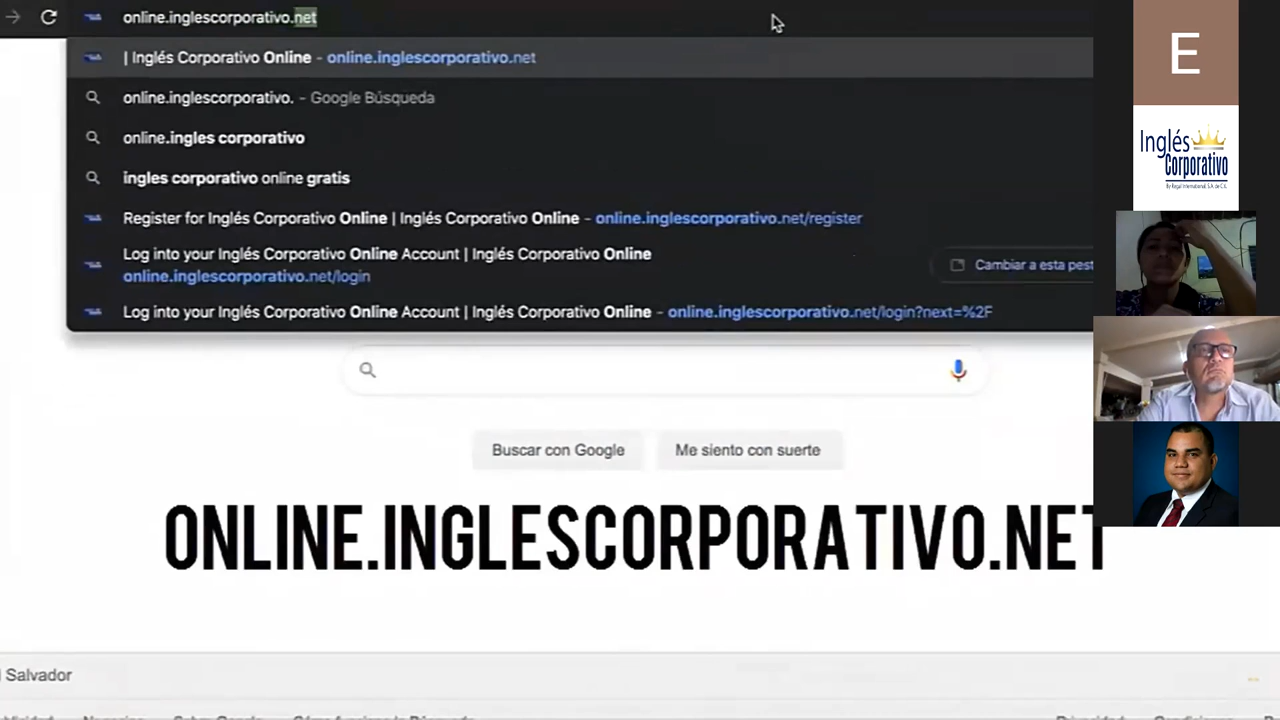 online.inglescorporativo.net
| Inglés Corporativo Online - online.inglescorporativo.net
online.inglescorporativo. - Google Búsqueda
online.ingles corporativo
ingles corporativo online gratis
Register for Inglés Corporativo Online | Inglés Corporativo Online - online.inglescorporativo.net/register
Log into your Inglés Corporativo Online Account | Inglés Corporativo Online
online.inglescorporativo.net/login
Cambiar a esta pest
Log into your Inglés Corporativo Online Account | Inglés Corporativo Online - online.inglescorporativo.net/login?next=%2F
Buscar con Google
Me siento con suerte
ONLINE.INGLESCORPORATIVO.NET
Salvador
E
Inglés
Corporativo
By Regal International, S.A. de C.V.